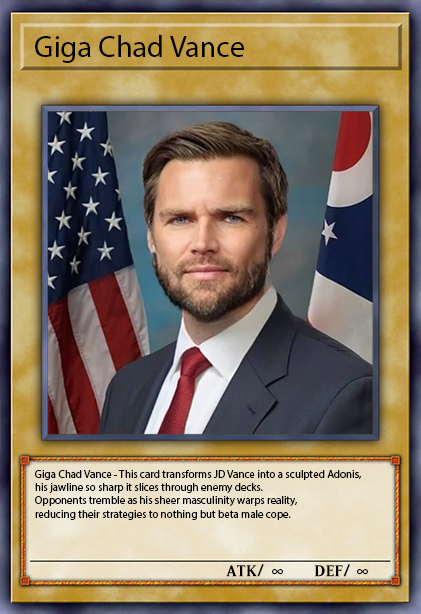 Giga Chad Vance
Giga Chad Vance - This card transforms JD Vance into a sculpted Adonis,
his jawline so sharp it slices through enemy decks.
Opponents tremble as his sheer masculinity warps reality,
reducing their strategies to nothing but beta male cope.
ATK/ ∞ DEF/ ∞